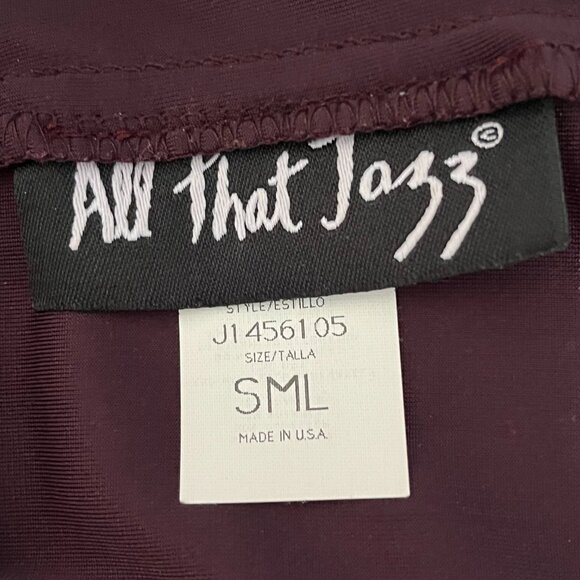 All That Jazz©
STYLE/ESTILLO
J1456105
SIZE/TALLA
SML
MADE IN U.S.A.